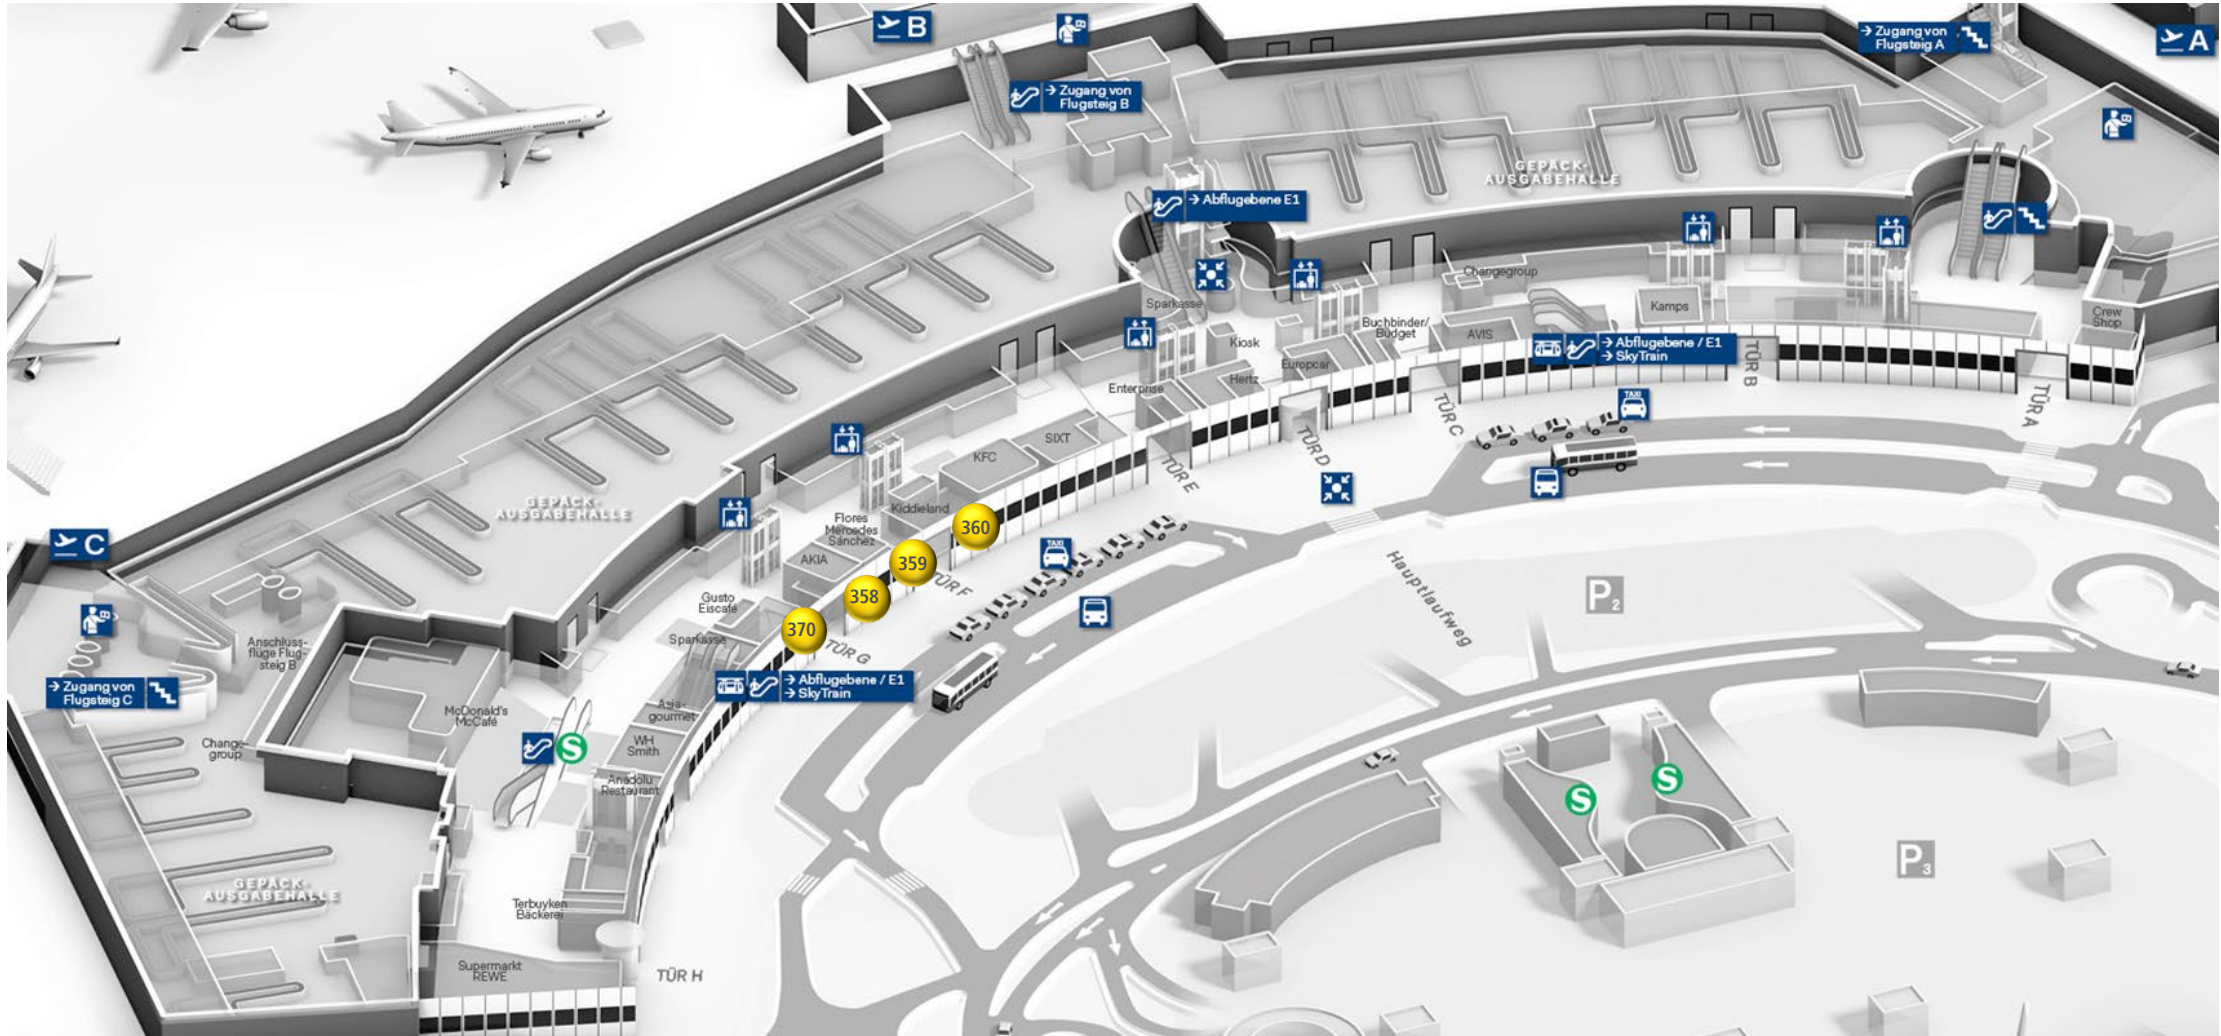 B
→ Zugang von
Flugsteig A
A
→ Zugang von
Flugsteig B
GEPÄCK-
AUSGABEHALLE
→ Abflugebene E1
Changegroup
Sparkasse
Kamps
Crew
Shop
Buchbinder/
Budget
AVIS
Kiosk
Europcar
→ Abflugebene / E1
→ SkyTrain
TÜR B
Hertz
Enterprise
TÜR A
TAXI
TÜR C
TÜR D
SIXT
KFC
TÜR E
GEPÄCK-
AUSGABEHALLE
Kiddieland
360
Flores
Mercedes
Sánchez
C
TAXI
AKIA
359
TÜR F
Hauptlaufweg
P2
358
Gusto
Eiscafé
370
Sparkasse
TÜR G
Anschluss-
flüge Flug-
steig B
→ Zugang von
Flugsteig C
→ Abflugebene / E1
→ SkyTrain
McDonald's
McCafé
Asia-
gourmet
Change-
group
WH
Smith
S
Anadolu
Restaurant
S
S
P3
GEPÄCK-
AUSGABEHALLE
Terbuyken
Bäckerei
Supermarkt
REWE
TÜR H